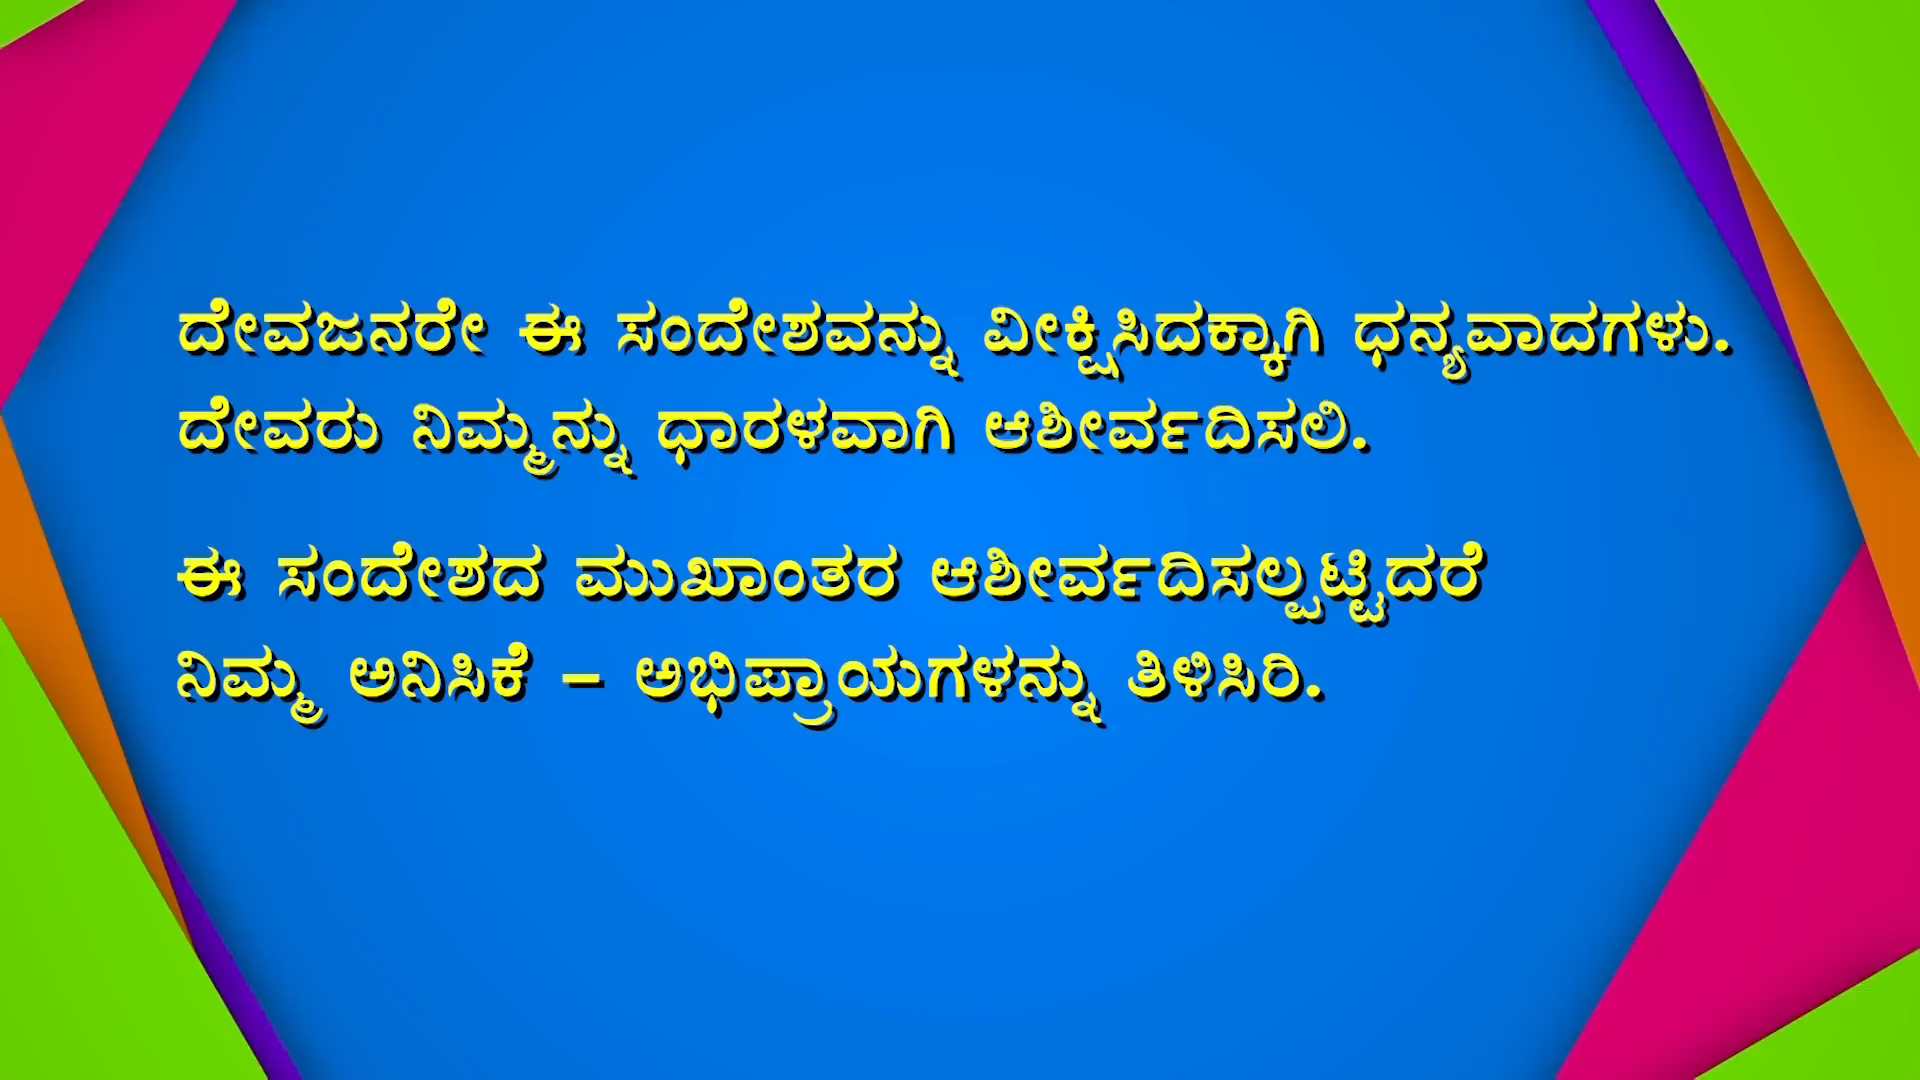 ದೇವಜನರೇ ಈ ಸಂದೇಶವನ್ನು ವೀಕ್ಷಿಸಿದಕ್ಕಾಗಿ ಧನ್ಯವಾದಗಳು.
ದೇವರು ನಿಮ್ಮನ್ನು ಧಾರಳವಾಗಿ ಆಶೀರ್ವದಿಸಲಿ.
ಈ ಸಂದೇಶದ ಮುಖಾಂತರ ಆಶೀರ್ವದಿಸಲ್ಪಟ್ಟಿದರೆ
ನಿಮ್ಮ ಅನಿಸಿಕೆ – ಅಭಿಪ್ರಾಯಗಳನ್ನು ತಿಳಿಸಿರಿ.